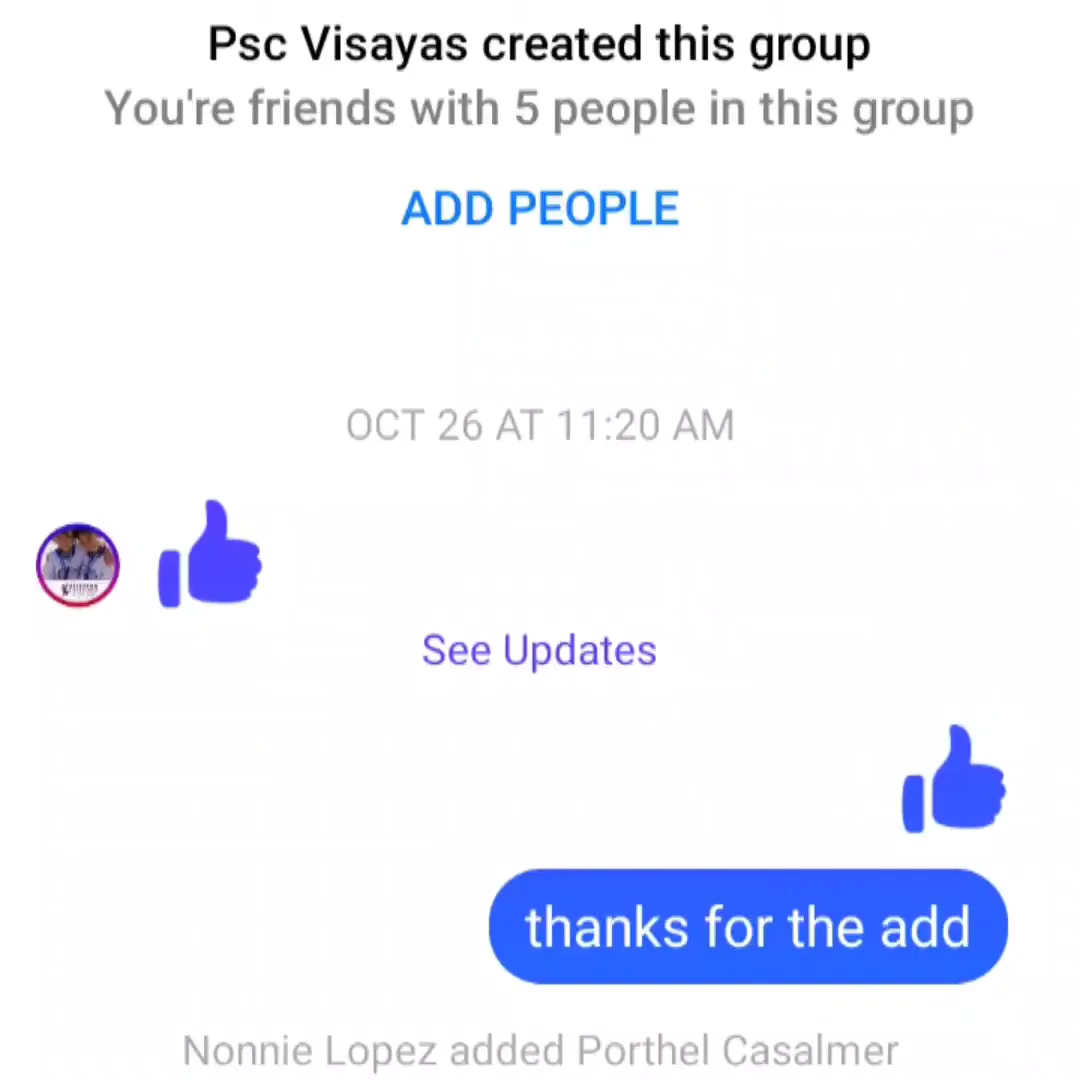 Psc Visayas created this group
You're friends with 5 people in this group
ADD PEOPLE
OCT 26 AT 11:20 AM
See Updates
thanks for the add
Nonnie Lopez added Porthel Casalmer